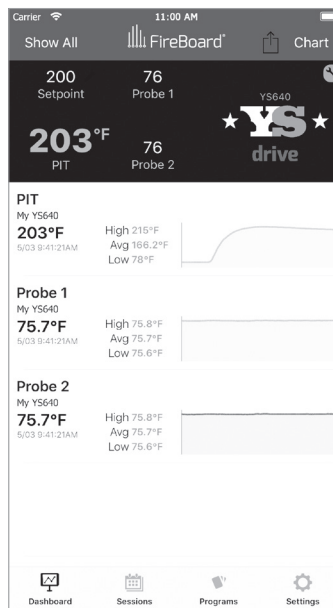 Carrier 11:00 AM
Show All FireBoard® Chart
200 76
Setpoint Probe 1
YS640
203°F YS
PIT drive
76
Probe 2
PIT
My YS640
203°F
5/03 9:41:21AM
High 215°F
Avg 166.2°F
Low 78°F
Probe 1
My YS640
75.7°F
5/03 9:41:21AM
High 75.8°F
Avg 75.7°F
Low 75.6°F
Probe 2
My YS640
75.7°F
5/03 9:41:21AM
High 75.8°F
Avg 75.7°F
Low 75.6°F
Dashboard Sessions Programs Settings